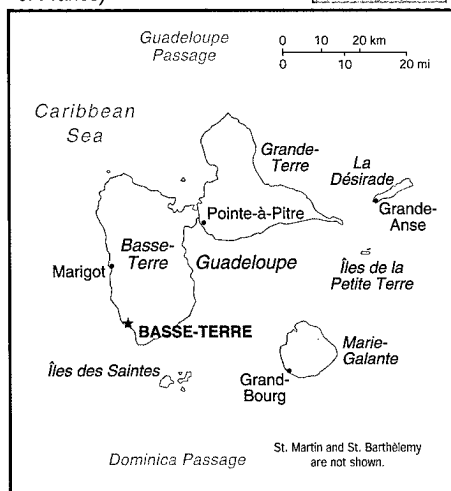 of France)
Guadeloupe
Passage
0 10 20 km
0 10 20 mi
Caribbean
Sea
Grande-
Terre
La
Désirade
Grande-
Anse
Pointe-à-Pitre
Basse-
Terre
Guadeloupe
Marigot
Îles de la
Petite Terre
BASSE-TERRE
Marie-
Galante
Îles des Saintes
Grand-
Bourg
Dominica Passage
St. Martin and St. Barthèlemy
are not shown.